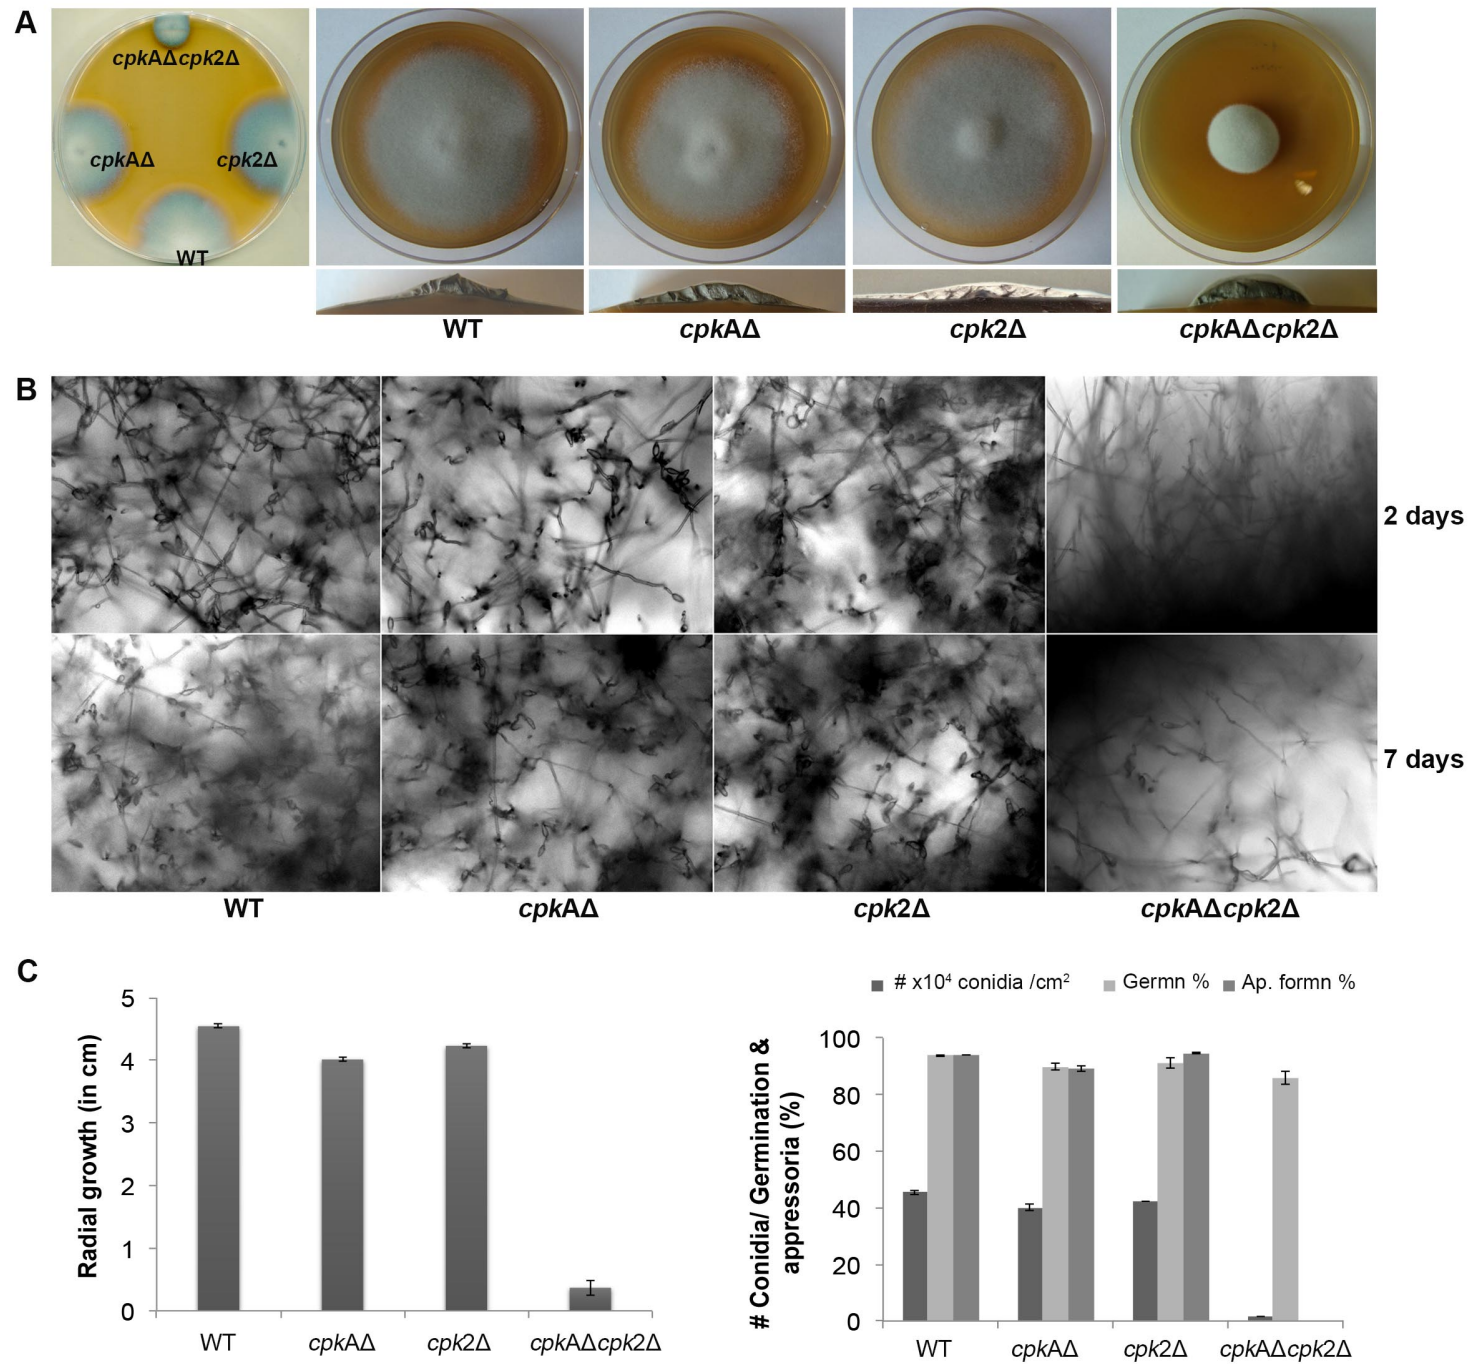 A
cpkAΔcpk2Δ
cpkAΔ
cpk2Δ
WT
WT
cpkAΔ
cpk2Δ
cpkAΔcpk2Δ
B
2 days
7 days
WT
cpkAΔ
cpk2Δ
cpkAΔcpk2Δ
C
Radial growth (in cm)
5
4
3
2
1
0
WT
cpkAΔ
cpk2Δ
cpkAΔcpk2Δ
# x10⁴ conidia /cm²
Germn %
Ap. formn %
# Conidia/ Germination &
appressoria (%)
100
80
60
40
20
0
WT
cpkAΔ
cpk2Δ
cpkAΔcpk2Δ